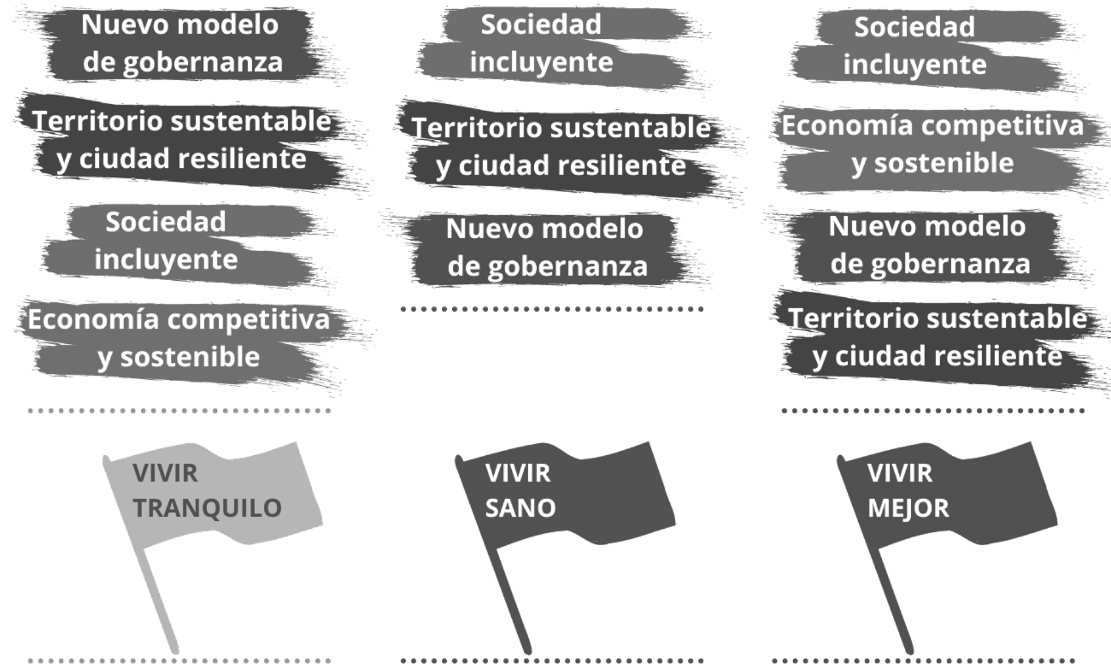 Nuevo modelo
de gobernanza
Territorio sustentable
y ciudad resiliente
Sociedad
incluyente
Economía competitiva
y sostenible
VIVIR
TRANQUILO
Sociedad
incluyente
Territorio sustentable
y ciudad resiliente
Nuevo modelo
de gobernanza
VIVIR
SANO
Sociedad
incluyente
Economía competitiva
y sostenible
Nuevo modelo
de gobernanza
Territorio sustentable
y ciudad resiliente
VIVIR
MEJOR